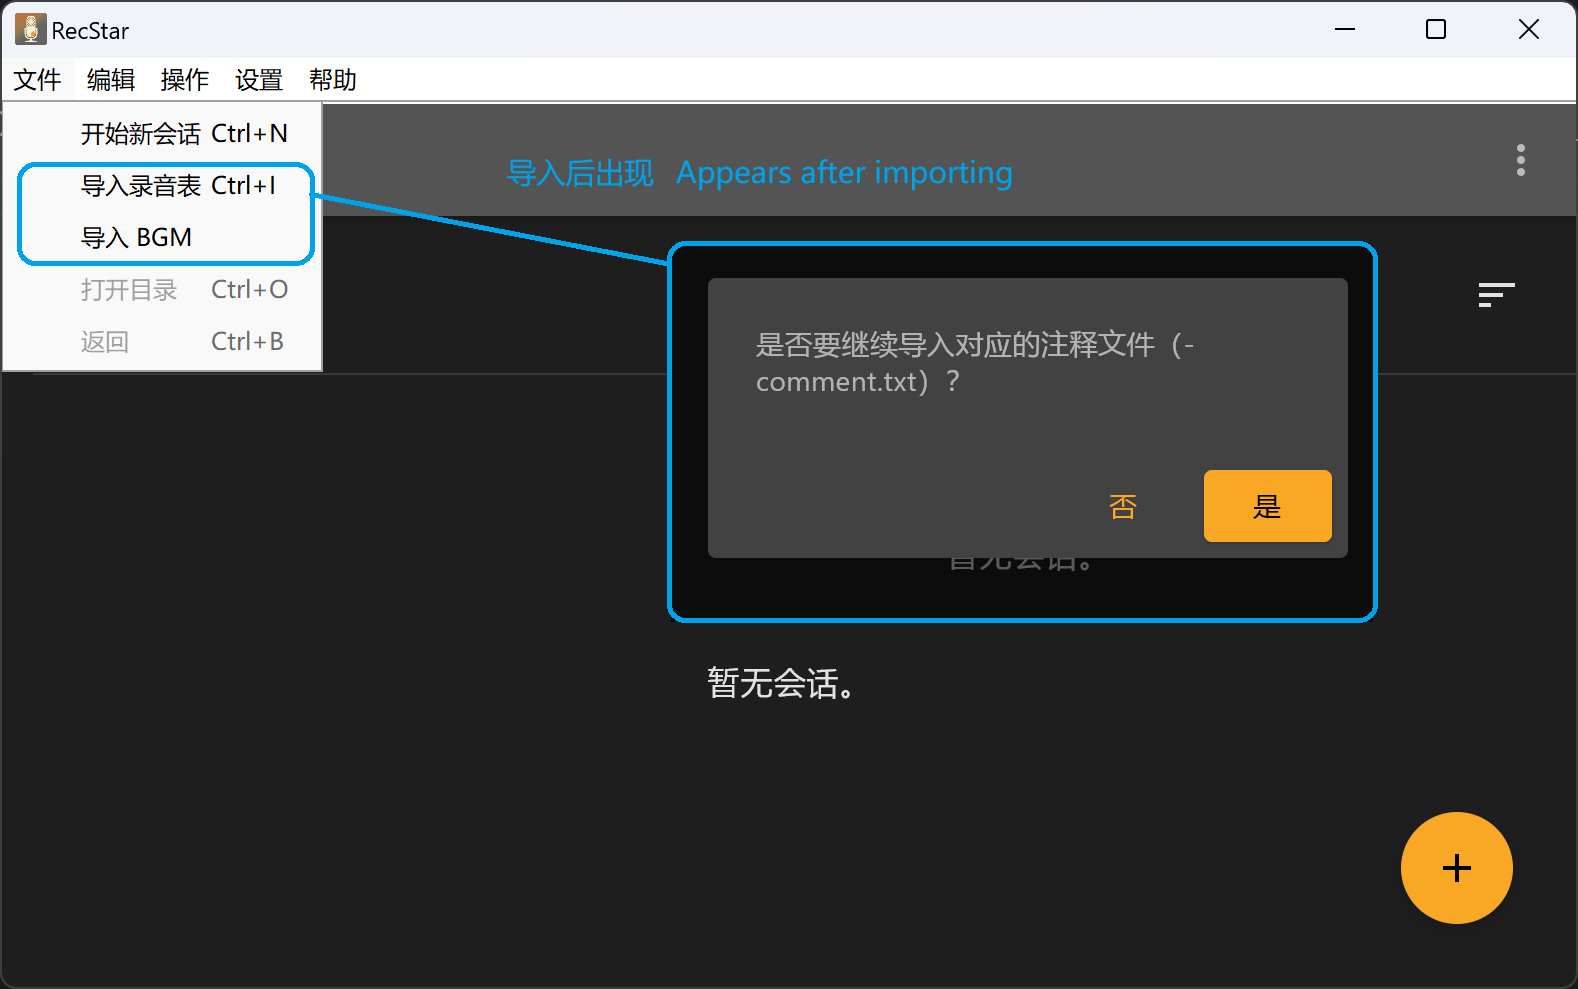 RecStar
文件 编辑 操作 设置 帮助
开始新会话 Ctrl+N
导入录音表 Ctrl+I
导入 BGM
打开目录 Ctrl+O
返回 Ctrl+B
导入后出现 Appears after importing
是否要继续导入对应的注释文件（-
comment.txt）？
否 是
暂无会话。
暂无会话。